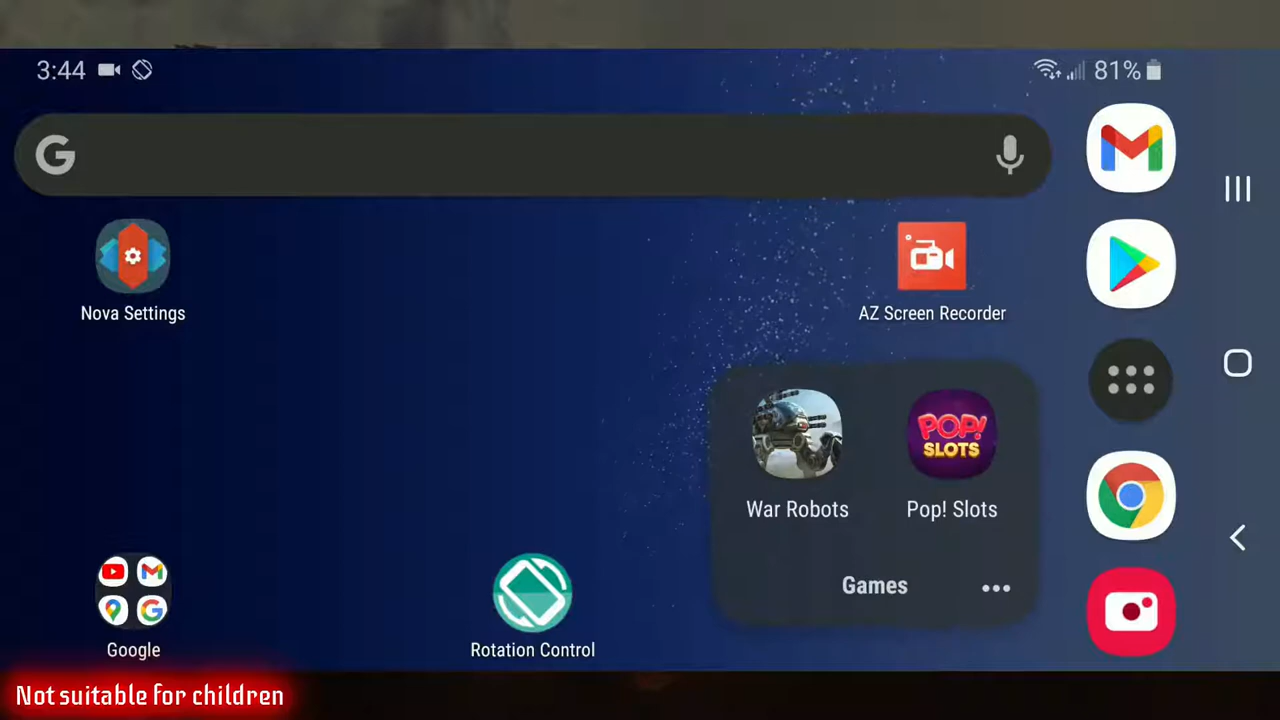 3:44
81%
G
Nova Settings
AZ Screen Recorder
POP!
SLOTS
War Robots
Pop! Slots
Games
Google
Rotation Control
Not suitable for children